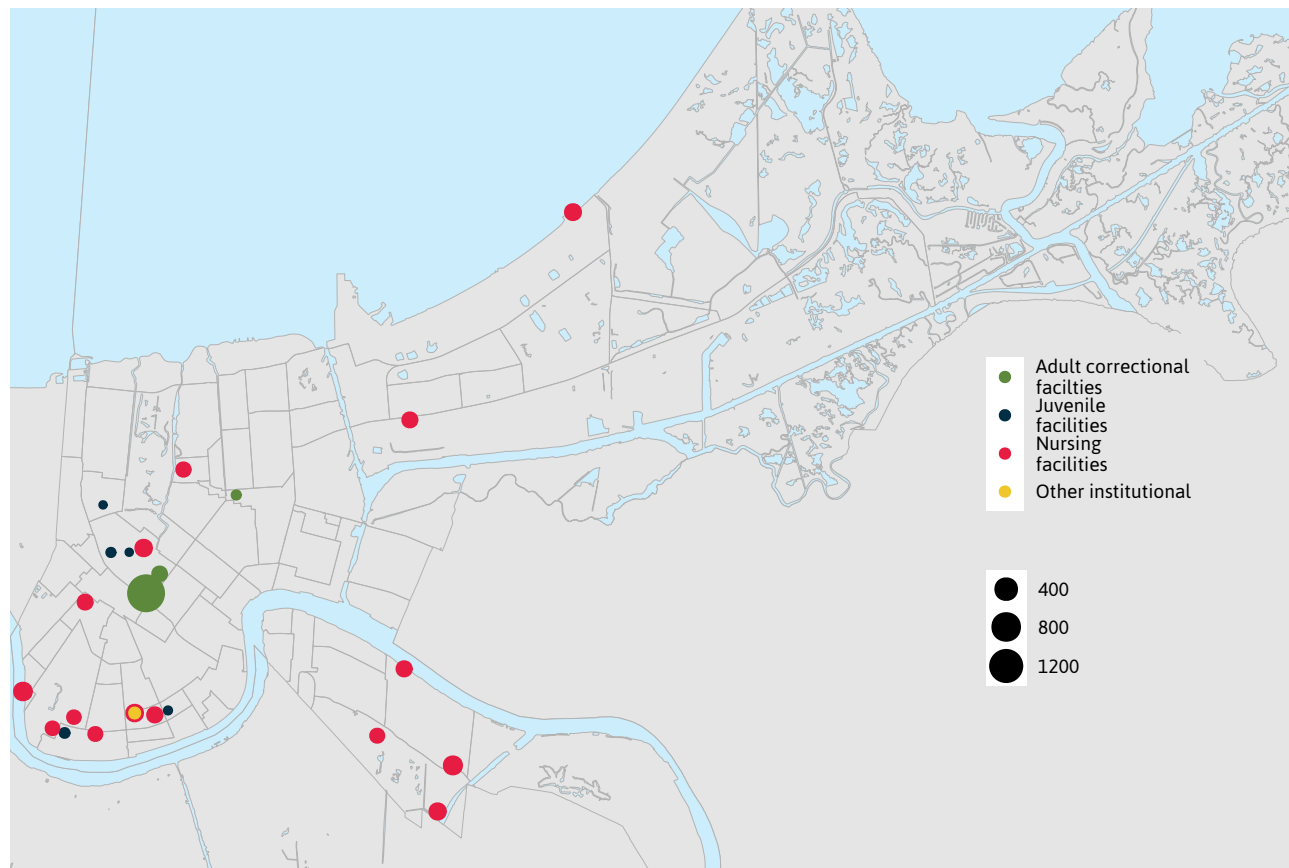 Adult correctional
facilties
Juvenile
facilities
Nursing
facilities
Other institutional
400
800
1200